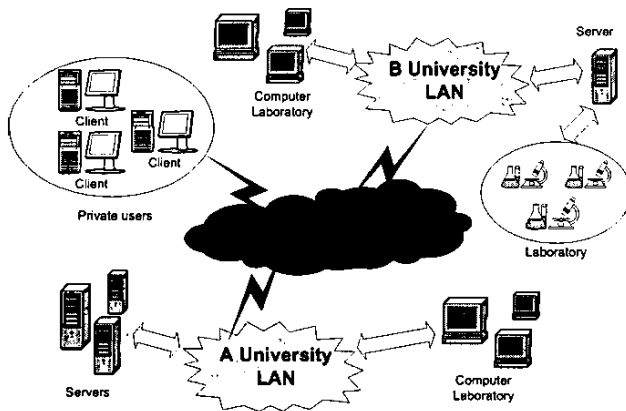 Server
B University
LAN
Computer
Laboratory
Client
Client
Client
Private users
Laboratory
A University
LAN
Servers
Computer
Laboratory